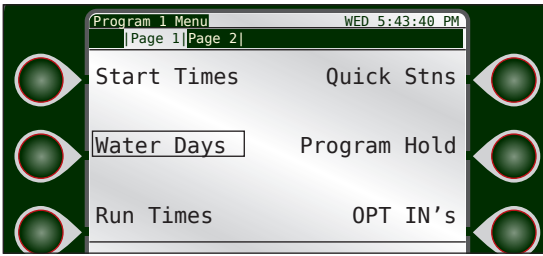 Program 1 Menu WED 5:43:40 PM
|Page 1|Page 2|
Start Times Quick Stns
Water Days Program Hold
Run Times OPT IN’s